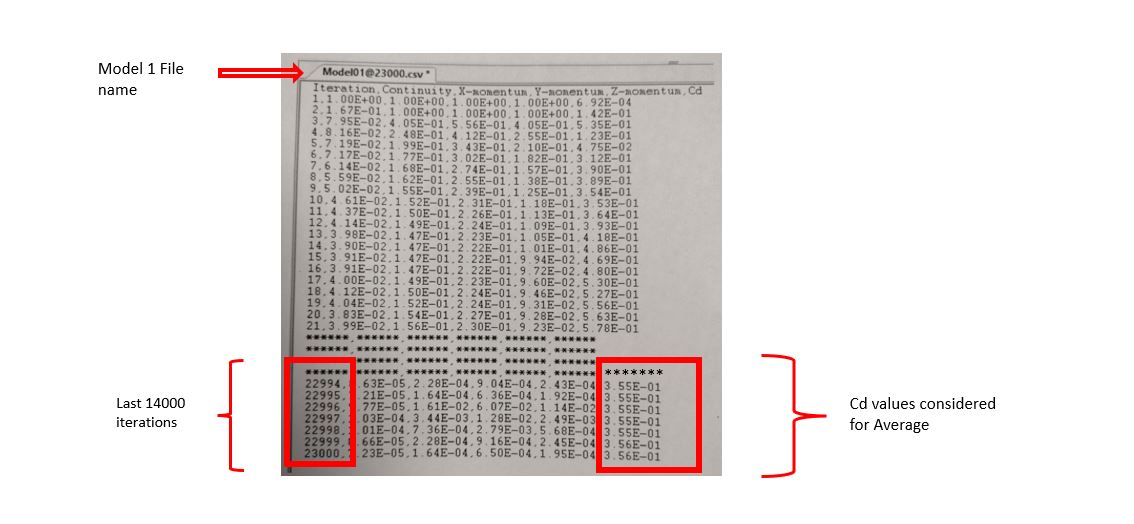 Model 1 File
name
Model01@23000.csv *
Iteration,Continuity,X-momentum,Y-momentum,Z-momentum,Cd
1,1.00E+00,1.00E+00,1.00E+00,1.00E+00,6.92E-04
2,1.67E-01,1.00E+00,1.00E+00,1.00E+00,1.42E-01
3,7.95E-02,4.05E-01,5.56E-01,4.05E-01,5.35E-01
4,8.16E-02,2.48E-01,4.12E-01,2.55E-01,1.23E-01
5,7.19E-02,1.99E-01,3.43E-01,2.10E-01,4.75E-02
6,7.17E-02,1.77E-01,3.02E-01,1.82E-01,3.12E-01
7,6.14E-02,1.68E-01,2.74E-01,1.57E-01,3.90E-01
8,5.59E-02,1.62E-01,2.55E-01,1.38E-01,3.89E-01
9,5.02E-02,1.55E-01,2.39E-01,1.25E-01,3.54E-01
10,4.61E-02,1.52E-01,2.31E-01,1.18E-01,3.53E-01
11,4.37E-02,1.50E-01,2.26E-01,1.13E-01,3.64E-01
12,4.14E-02,1.49E-01,2.24E-01,1.09E-01,3.93E-01
13,3.98E-02,1.47E-01,2.23E-01,1.05E-01,4.18E-01
14,3.90E-02,1.47E-01,2.22E-01,1.01E-01,4.86E-01
15,3.91E-02,1.47E-01,2.22E-01,9.94E-02,4.69E-01
16,3.91E-02,1.47E-01,2.22E-01,9.72E-02,4.80E-01
17,4.00E-02,1.49E-01,2.23E-01,9.60E-02,5.30E-01
18,4.12E-02,1.50E-01,2.24E-01,9.46E-02,5.27E-01
19,4.04E-02,1.52E-01,2.24E-01,9.31E-02,5.56E-01
20,3.83E-02,1.54E-01,2.27E-01,9.28E-02,5.63E-01
21,3.99E-02,1.56E-01,2.30E-01,9.23E-02,5.78E-01
******,******,******,******,******,******
******,******,******,******,******,******
******,******,******,******,******,******
******,******,******,******,******,*******
22994, .63E-05,2.28E-04,9.04E-04,2.43E-04 3.55E-01
22995, .21E-05,1.64E-04,6.36E-04,1.92E-04 3.55E-01
22996, .77E-05,1.61E-02,6.07E-02,1.14E-02 3.55E-01
22997, .03E-04,3.44E-03,1.28E-02,2.49E-03 3.55E-01
22998, .01E-04,7.36E-04,2.79E-03,5.68E-04 3.55E-01
22999, .66E-05,2.28E-04,9.16E-04,2.45E-04 3.56E-01
23000, .23E-05,1.64E-04,6.50E-04,1.95E-04 3.56E-01
Last 14000
iterations
Cd values considered
for Average